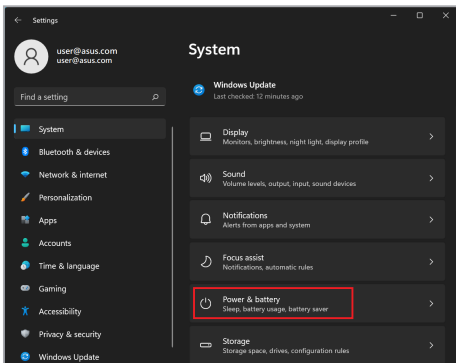 Settings
user@asus.com
user@asus.com
Find a setting
System
Bluetooth & devices
Network & internet
Personalization
Apps
Accounts
Time & language
Gaming
Accessibility
Privacy & security
Windows Update
System
Windows Update
Last checked: 12 minutes ago
Display
Monitors, brightness, night light, display profile
Sound
Volume levels, output, input, sound devices
Notifications
Alerts from apps and system
Focus assist
Notifications, automatic rules
Power & battery
Sleep, battery usage, battery saver
Storage
Storage space, drives, configuration rules